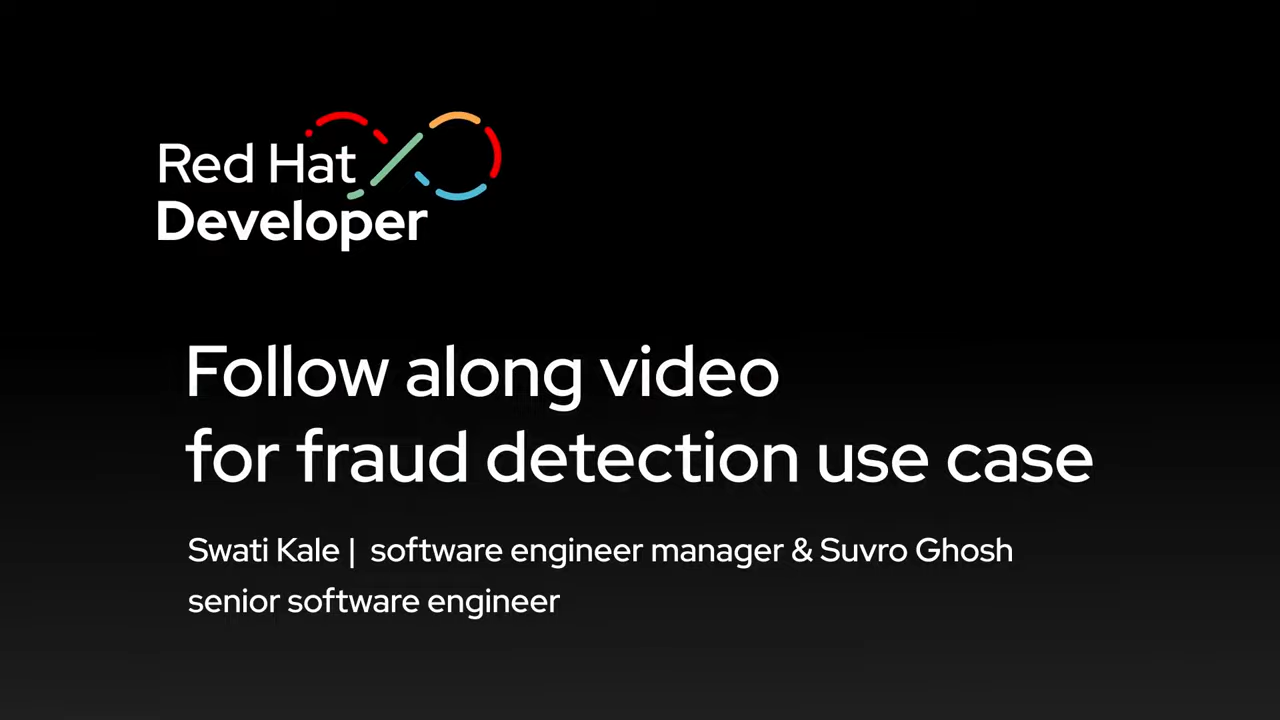 Red Hat
Developer
Follow along video
for fraud detection use case
Swati Kale | software engineer manager & Suvro Ghosh
senior software engineer